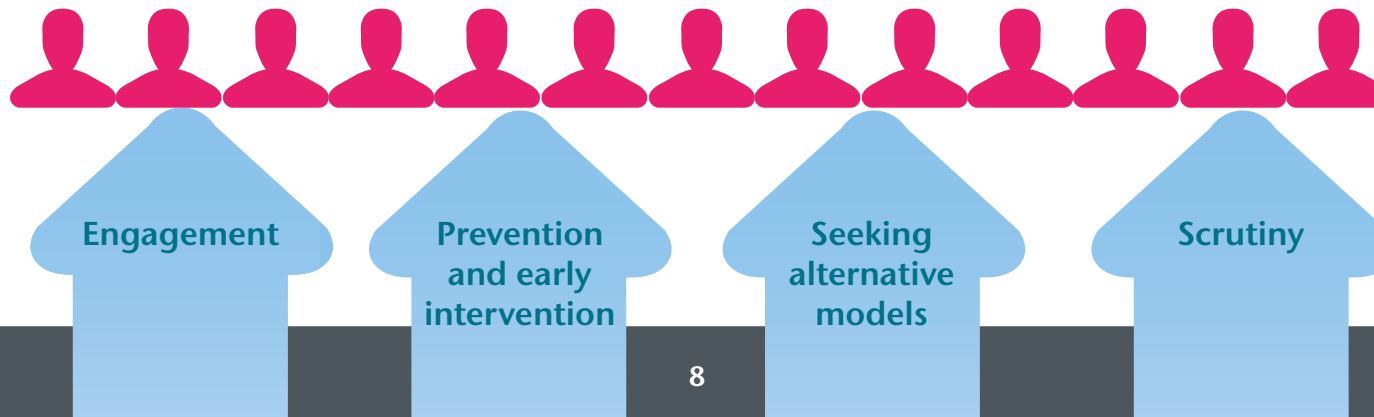 Engagement
Prevention
and early
intervention
Seeking
alternative
models
Scrutiny
8